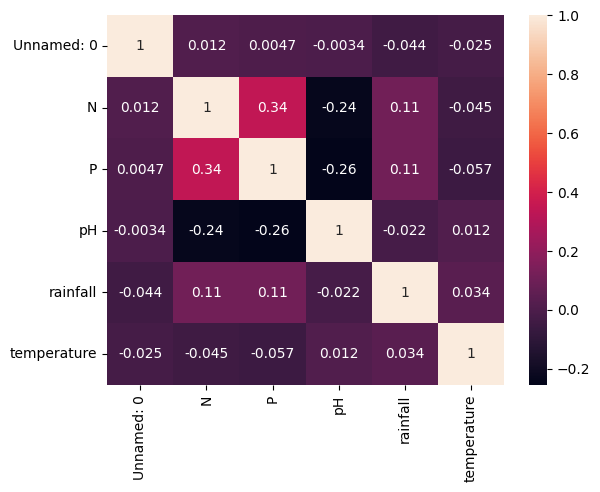 Unnamed: 0 1 0.012 0.0047 -0.0034 -0.044 -0.025
N 0.012 1 0.34 -0.24 0.11 -0.045
P 0.0047 0.34 1 -0.26 0.11 -0.057
pH -0.0034 -0.24 -0.26 1 -0.022 0.012
rainfall -0.044 0.11 0.11 -0.022 1 0.034
temperature -0.025 -0.045 -0.057 0.012 0.034 1
Unnamed: 0 N P pH rainfall temperature
1.0
0.8
0.6
0.4
0.2
0.0
−0.2